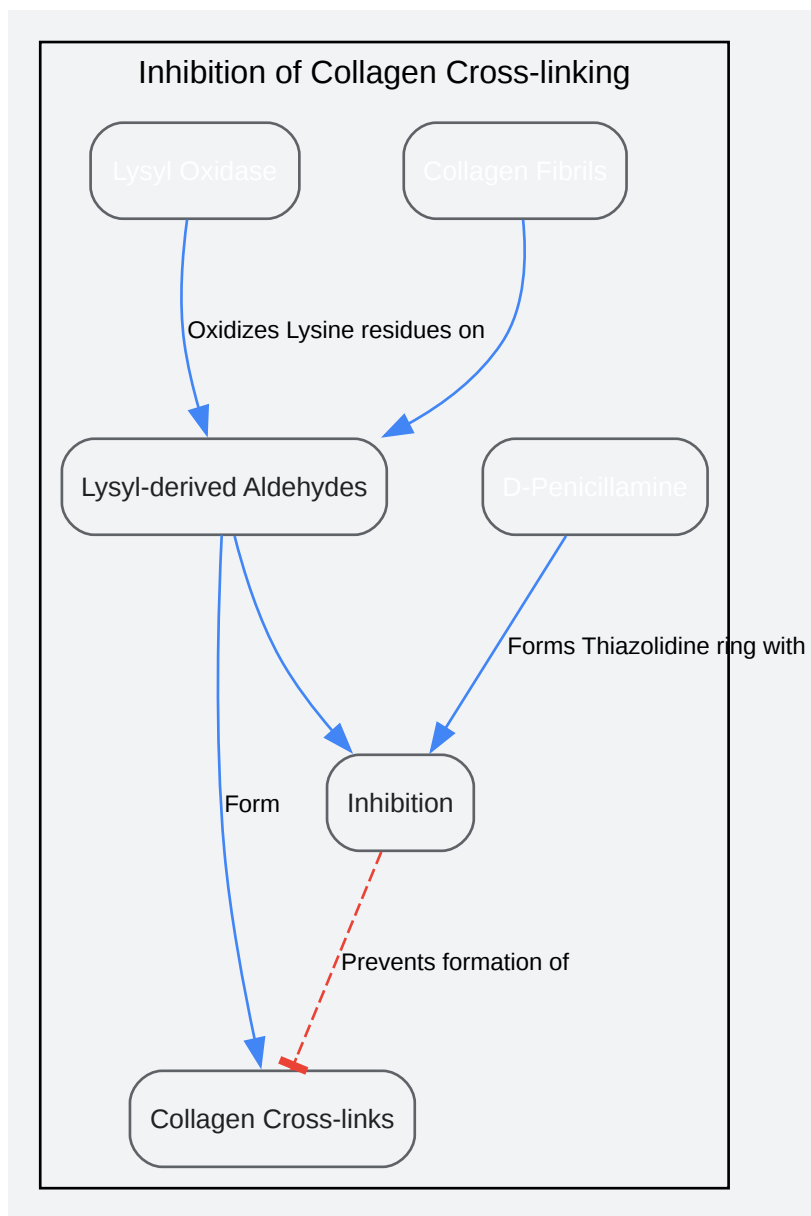 Inhibition of Collagen Cross-linking
Lysyl Oxidase
Collagen Fibrils
Oxidizes Lysine residues on
Lysyl-derived Aldehydes
D-Penicillamine
Forms Thiazolidine ring with
Form
Inhibition
Prevents formation of
Collagen Cross-links